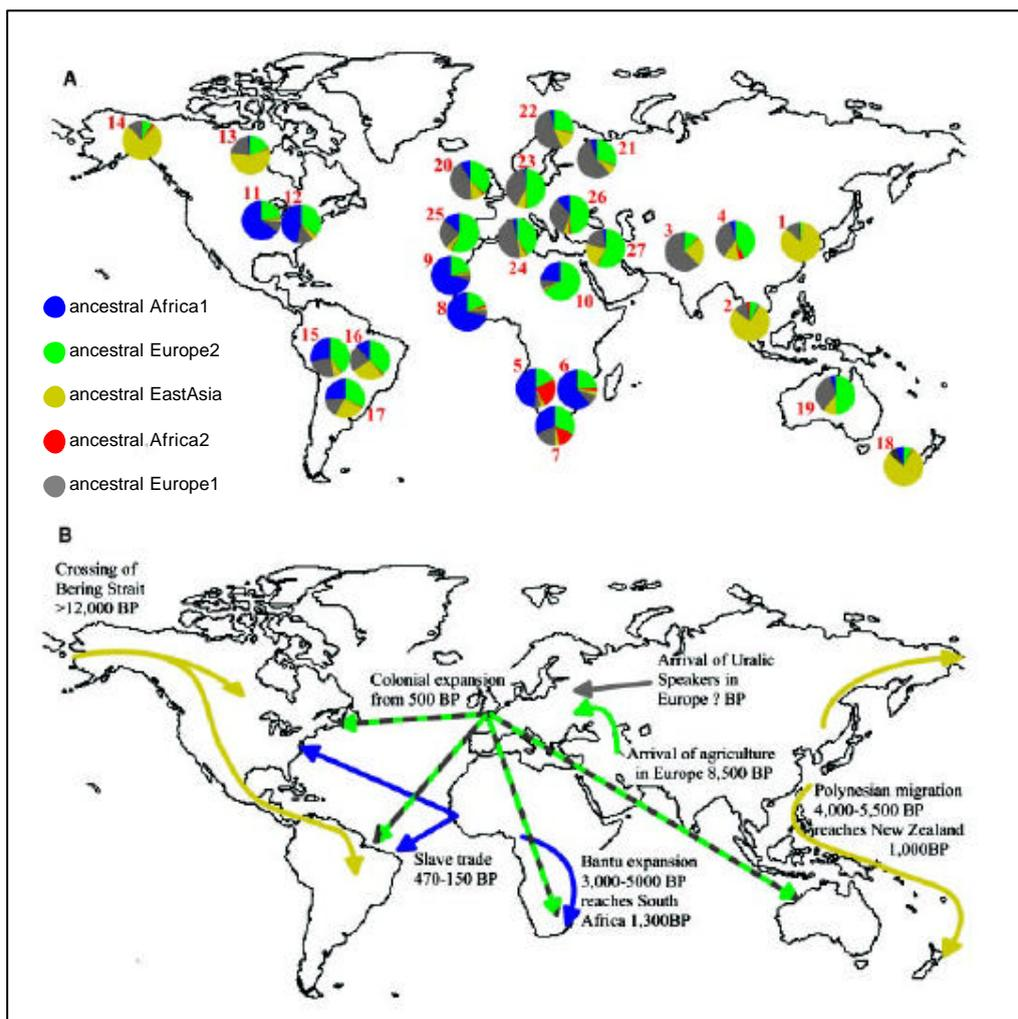 A
14
13
11
12
22
23
21
20
26
25
24
27
3
4
1
9
8
10
2
15
16
17
5
6
7
19
18
ancestral Africa1
ancestral Europe2
ancestral EastAsia
ancestral Africa2
ancestral Europe1
B
Crossing of
Bering Strait
>12,000 BP
Colonial expansion
from 500 BP
Arrival of Uralic
Speakers in
Europe ? BP
Arrival of agriculture
in Europe 8,500 BP
Polynesian migration
4,000-5,500 BP
reaches New Zealand
1,000BP
Slave trade
470-150 BP
Bantu expansion
3,000-5000 BP
reaches South
Africa 1,300BP